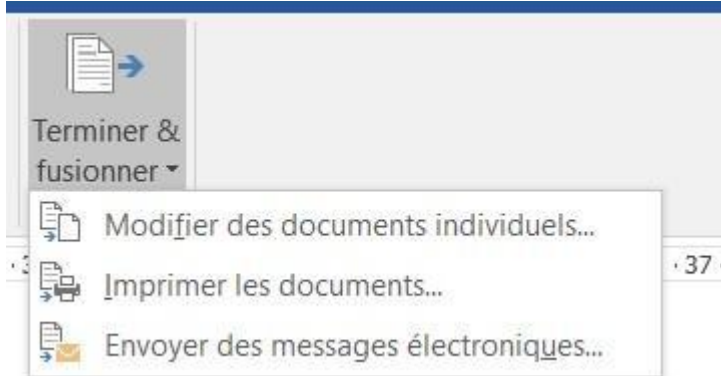 Terminer &
fusionner
Modifier des documents individuels...
Imprimer les documents...
· 37 ·
Envoyer des messages électroniques...